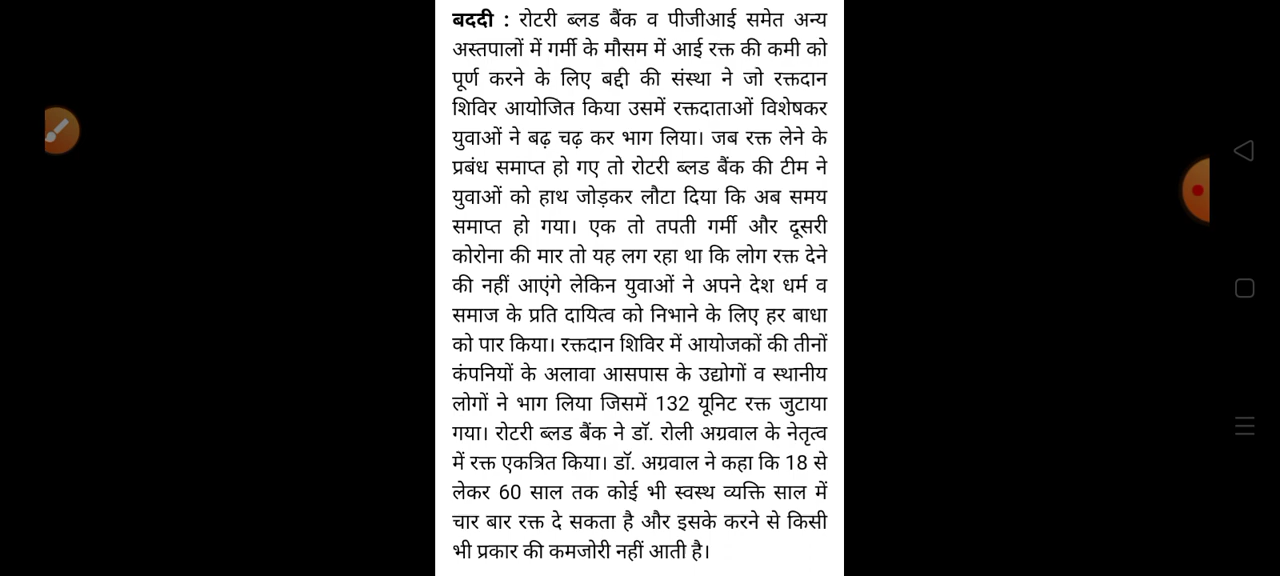 बददी : रोटरी ब्लड बैंक व पीजीआई समेत अन्य
अस्तपालों में गर्मी के मौसम में आई रक्त की कमी को
पूर्ण करने के लिए बद्दी की संस्था ने जो रक्तदान
शिविर आयोजित किया उसमें रक्तदाताओं विशेषकर
युवाओं ने बढ़ चढ़ कर भाग लिया। जब रक्त लेने के
प्रबंध समाप्त हो गए तो रोटरी ब्लड बैंक की टीम ने
युवाओं को हाथ जोड़कर लौटा दिया कि अब समय
समाप्त हो गया। एक तो तपती गर्मी और दूसरी
कोरोना की मार तो यह लग रहा था कि लोग रक्त देने
की नहीं आएंगे लेकिन युवाओं ने अपने देश धर्म व
समाज के प्रति दायित्व को निभाने के लिए हर बाधा
को पार किया। रक्तदान शिविर में आयोजकों की तीनों
कंपनियों के अलावा आसपास के उद्योगों व स्थानीय
लोगों ने भाग लिया जिसमें 132 यूनिट रक्त जुटाया
गया। रोटरी ब्लड बैंक ने डॉ. रोली अग्रवाल के नेतृत्व
में रक्त एकत्रित किया। डॉ. अग्रवाल ने कहा कि 18 से
लेकर 60 साल तक कोई भी स्वस्थ व्यक्ति साल में
चार बार रक्त दे सकता है और इसके करने से किसी
भी प्रकार की कमजोरी नहीं आती है।